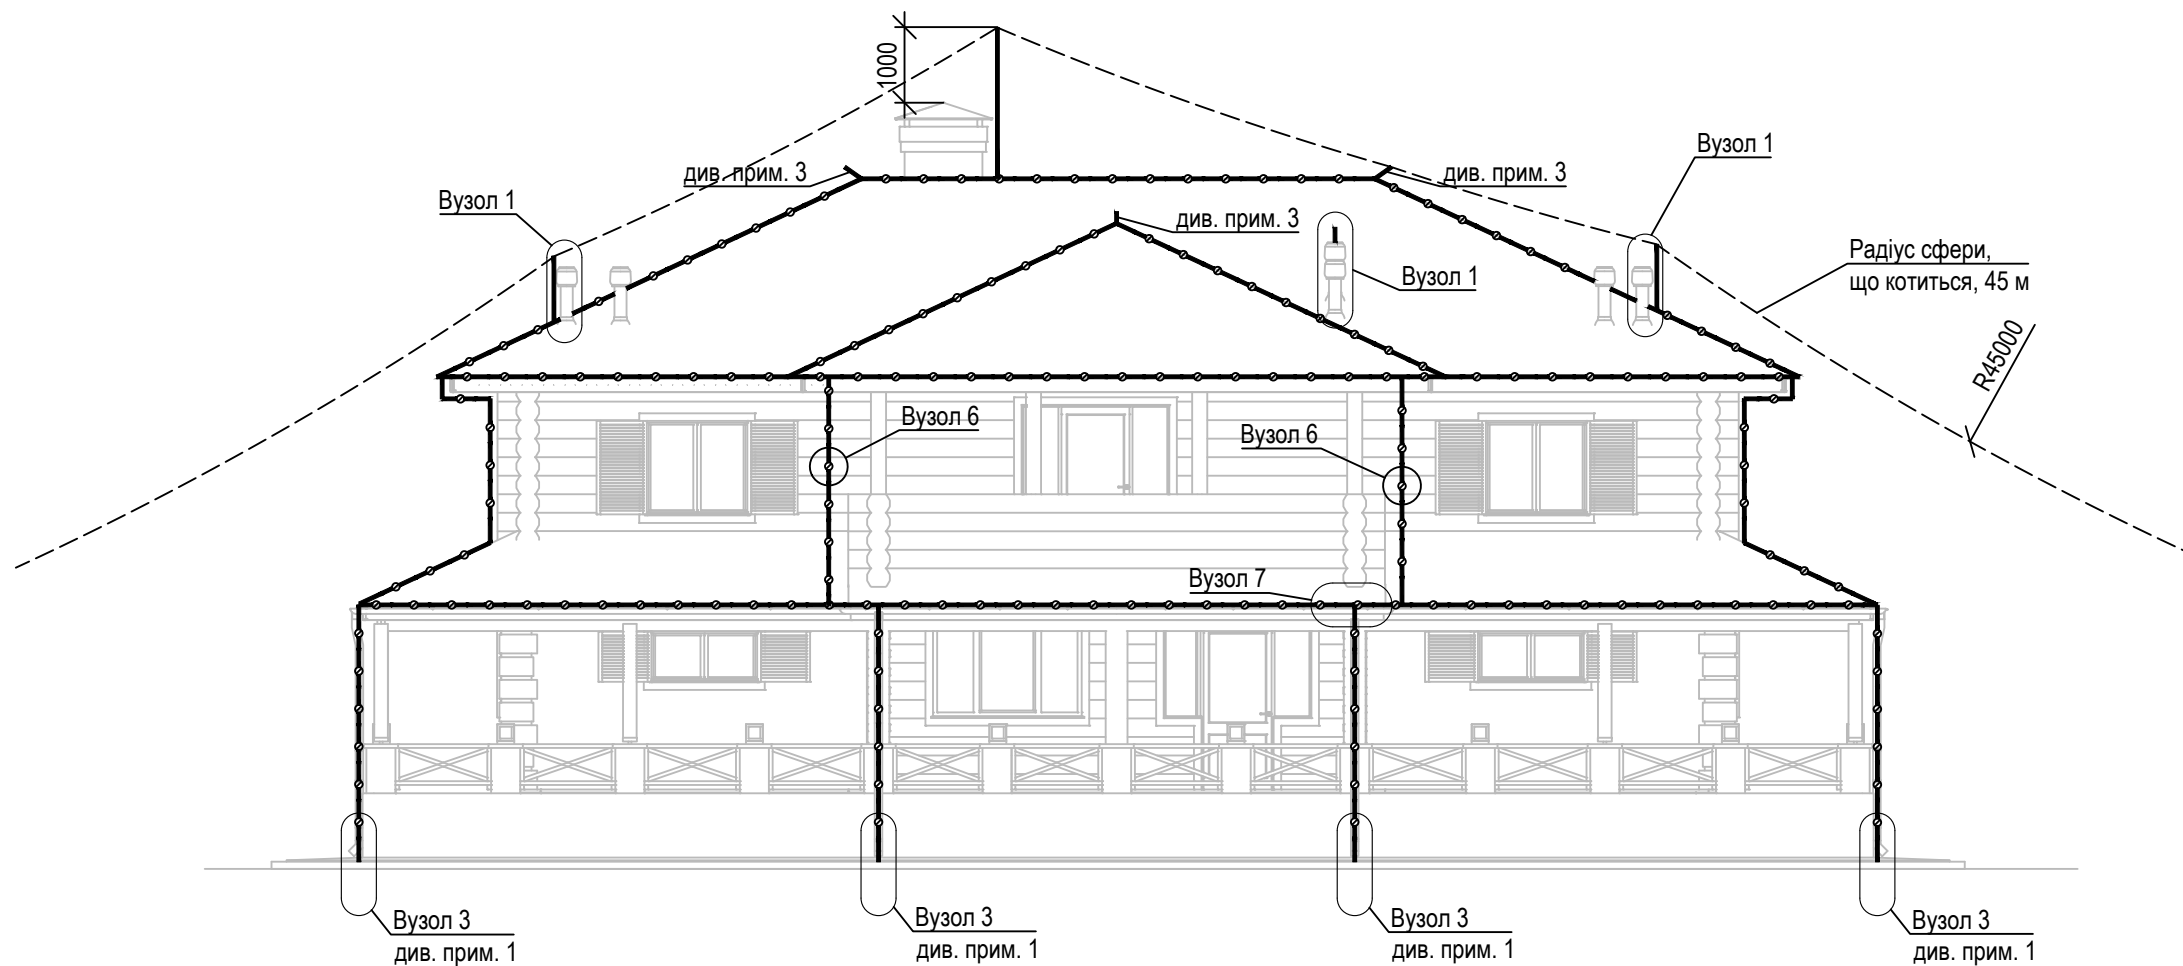 1000
Вузол 1
див. прим. 3
див. прим. 3
Вузол 1
див. прим. 3
Вузол 1
Радіус сфери,
що котиться, 45 м
R45000
Вузол 6
Вузол 6
Вузол 7
Вузол 3
див. прим. 1
Вузол 3
див. прим. 1
Вузол 3
див. прим. 1
Вузол 3
див. прим. 1